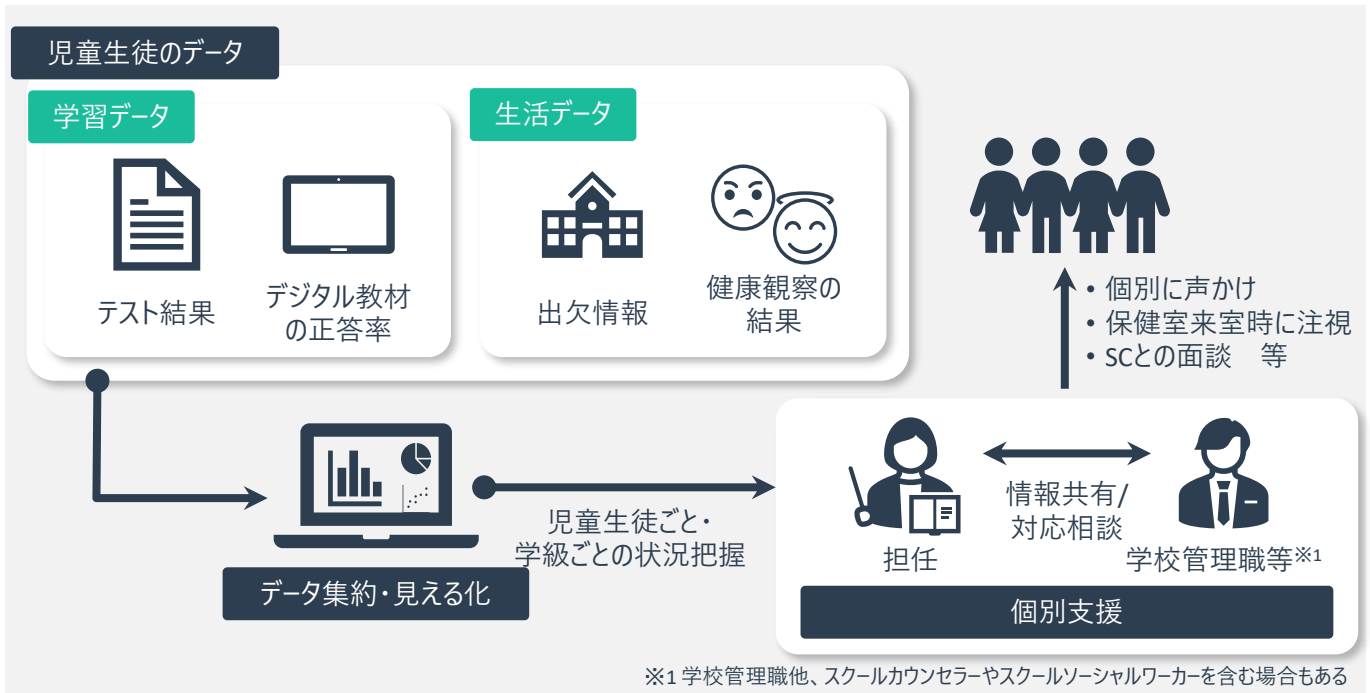 児童生徒のデータ
学習データ
生活データ
テスト結果
デジタル教材
の正答率
出欠情報
健康観察の
結果
・個別に声かけ
・保健室来室時に注視
・SCとの面談　等
児童生徒ごと・
学級ごとの状況把握
データ集約・見える化
情報共有/
対応相談
担任
学校管理職等※1
個別支援
※1 学校管理職他、スクールカウンセラーやスクールソーシャルワーカーを含む場合もある